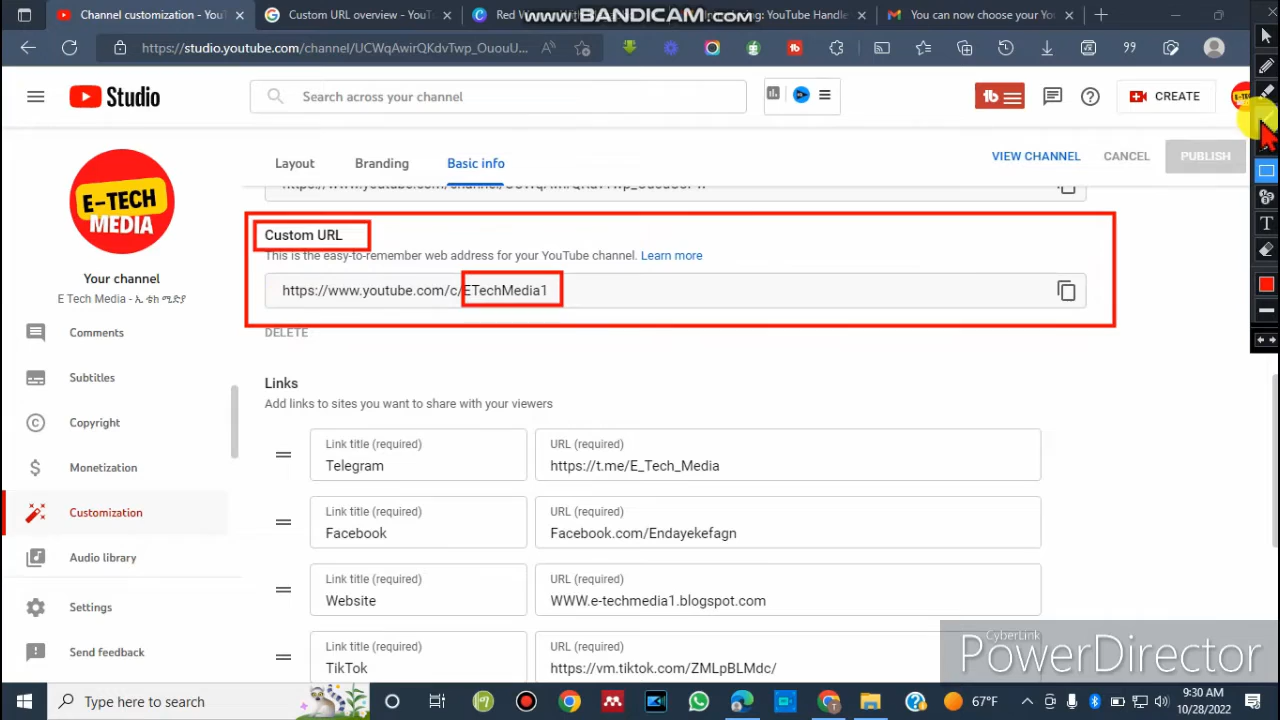 Channel customization - YouT
Custom URL overview - YouTu
Red
www.BANDICAM.com
YouTube Handle
You can now choose your Yo
https://studio.youtube.com/channel/UCWqAwirQKdvTwp_OuouU...
Studio
Search across your channel
CREATE
Layout
Branding
Basic info
VIEW CHANNEL
CANCEL
PUBLISH
E-TECH
MEDIA
Your channel
E Tech Media - ኢ ቴክ ሚድያ
Comments
Subtitles
Copyright
Monetization
Customization
Audio library
Settings
Send feedback
Custom URL
This is the easy-to-remember web address for your YouTube channel. Learn more
https://www.youtube.com/c/ETechMedia1
DELETE
Links
Add links to sites you want to share with your viewers
Link title (required)
Telegram
URL (required)
https://t.me/E_Tech_Media
Link title (required)
Facebook
URL (required)
Facebook.com/Endayekefagn
Link title (required)
Website
URL (required)
WWW.e-techmedia1.blogspot.com
Link title (required)
TikTok
URL (required)
https://vm.tiktok.com/ZMLpBLMdc/
CyberLink
PowerDirector
Type here to search
67°F
9:30 AM
10/28/2022